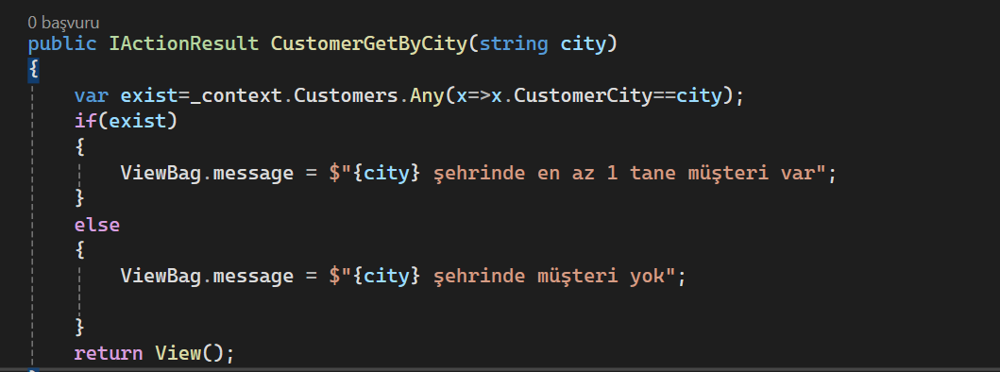 0 başvuru
public IActionResult CustomerGetByCity(string city)
{
var exist=_context.Customers.Any(x=>x.CustomerCity==city);
if(exist)
{
ViewBag.message = $"{city} şehrinde en az 1 tane müşteri var";
}
else
{
ViewBag.message = $"{city} şehrinde müşteri yok";
}
return View();